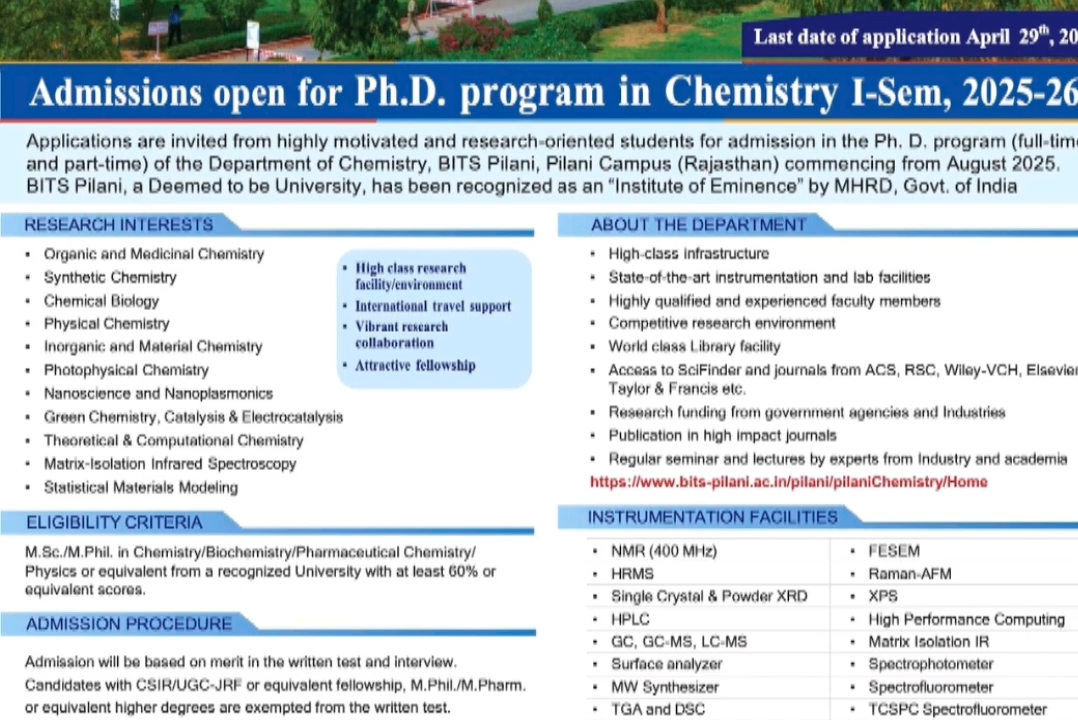 Last date of application April 29th, 20
Admissions open for Ph.D. program in Chemistry I-Sem, 2025-26
Applications are invited from highly motivated and research-oriented students for admission in the Ph. D. program (full-time
and part-time) of the Department of Chemistry, BITS Pilani, Pilani Campus (Rajasthan) commencing from August 2025.
BITS Pilani, a Deemed to be University, has been recognized as an “Institute of Eminence” by MHRD, Govt. of India
RESEARCH INTERESTS
• Organic and Medicinal Chemistry
• Synthetic Chemistry
• Chemical Biology
• Physical Chemistry
• Inorganic and Material Chemistry
• Photophysical Chemistry
• Nanoscience and Nanoplasmonics
• Green Chemistry, Catalysis & Electrocatalysis
• Theoretical & Computational Chemistry
• Matrix-Isolation Infrared Spectroscopy
• Statistical Materials Modeling
• High class research
facility/environment
• International travel support
• Vibrant research
collaboration
• Attractive fellowship
ELIGIBILITY CRITERIA
M.Sc./M.Phil. in Chemistry/Biochemistry/Pharmaceutical Chemistry/
Physics or equivalent from a recognized University with at least 60% or
equivalent scores.
ADMISSION PROCEDURE
Admission will be based on merit in the written test and interview.
Candidates with CSIR/UGC-JRF or equivalent fellowship, M.Phil./M.Pharm.
or equivalent higher degrees are exempted from the written test.
ABOUT THE DEPARTMENT
• High-class infrastructure
• State-of-the-art instrumentation and lab facilities
• Highly qualified and experienced faculty members
• Competitive research environment
• World class Library facility
• Access to SciFinder and journals from ACS, RSC, Wiley-VCH, Elsevier
Taylor & Francis etc.
• Research funding from government agencies and Industries
• Publication in high impact journals
• Regular seminar and lectures by experts from Industry and academia
https://www.bits-pilani.ac.in/pilani/pilaniChemistry/Home
INSTRUMENTATION FACILITIES
• NMR (400 MHz)
• HRMS
• Single Crystal & Powder XRD
• HPLC
• GC, GC-MS, LC-MS
• Surface analyzer
• MW Synthesizer
• TGA and DSC
• FESEM
• Raman-AFM
• XPS
• High Performance Computing
• Matrix Isolation IR
• Spectrophotometer
• Spectrofluorometer
• TCSPC Spectrofluorometer